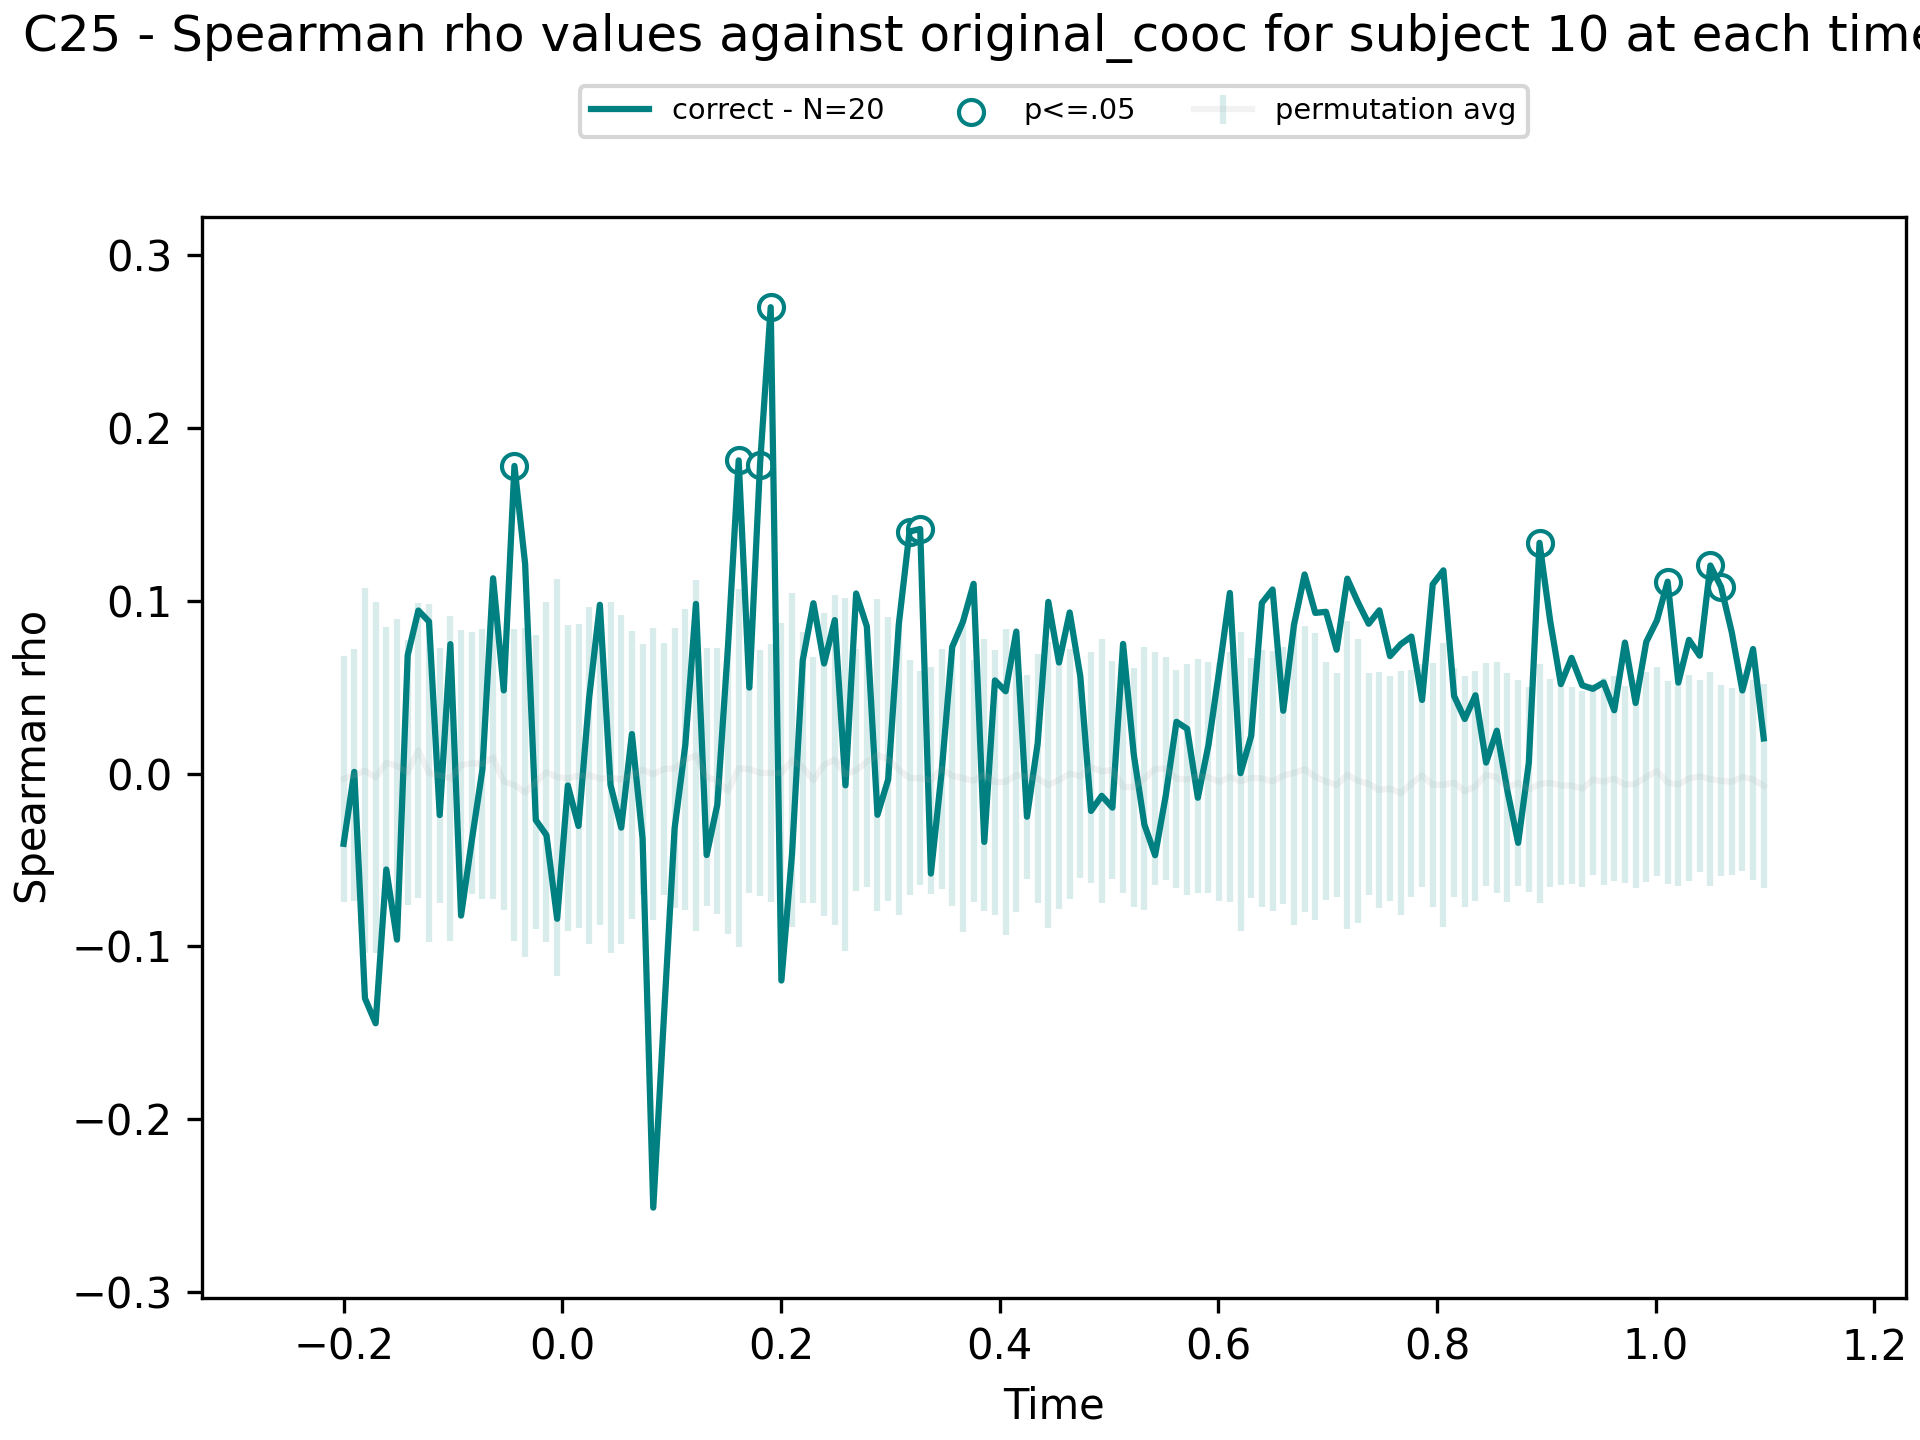 C25 - Spearman rho values against original_cooc for subject 10 at each time
correct - N=20 p<=.05 permutation avg
0.3
0.2
0.1
0.0
−0.1
−0.2
−0.3
Spearman rho
−0.2 0.0 0.2 0.4 0.6 0.8 1.0 1.2
Time